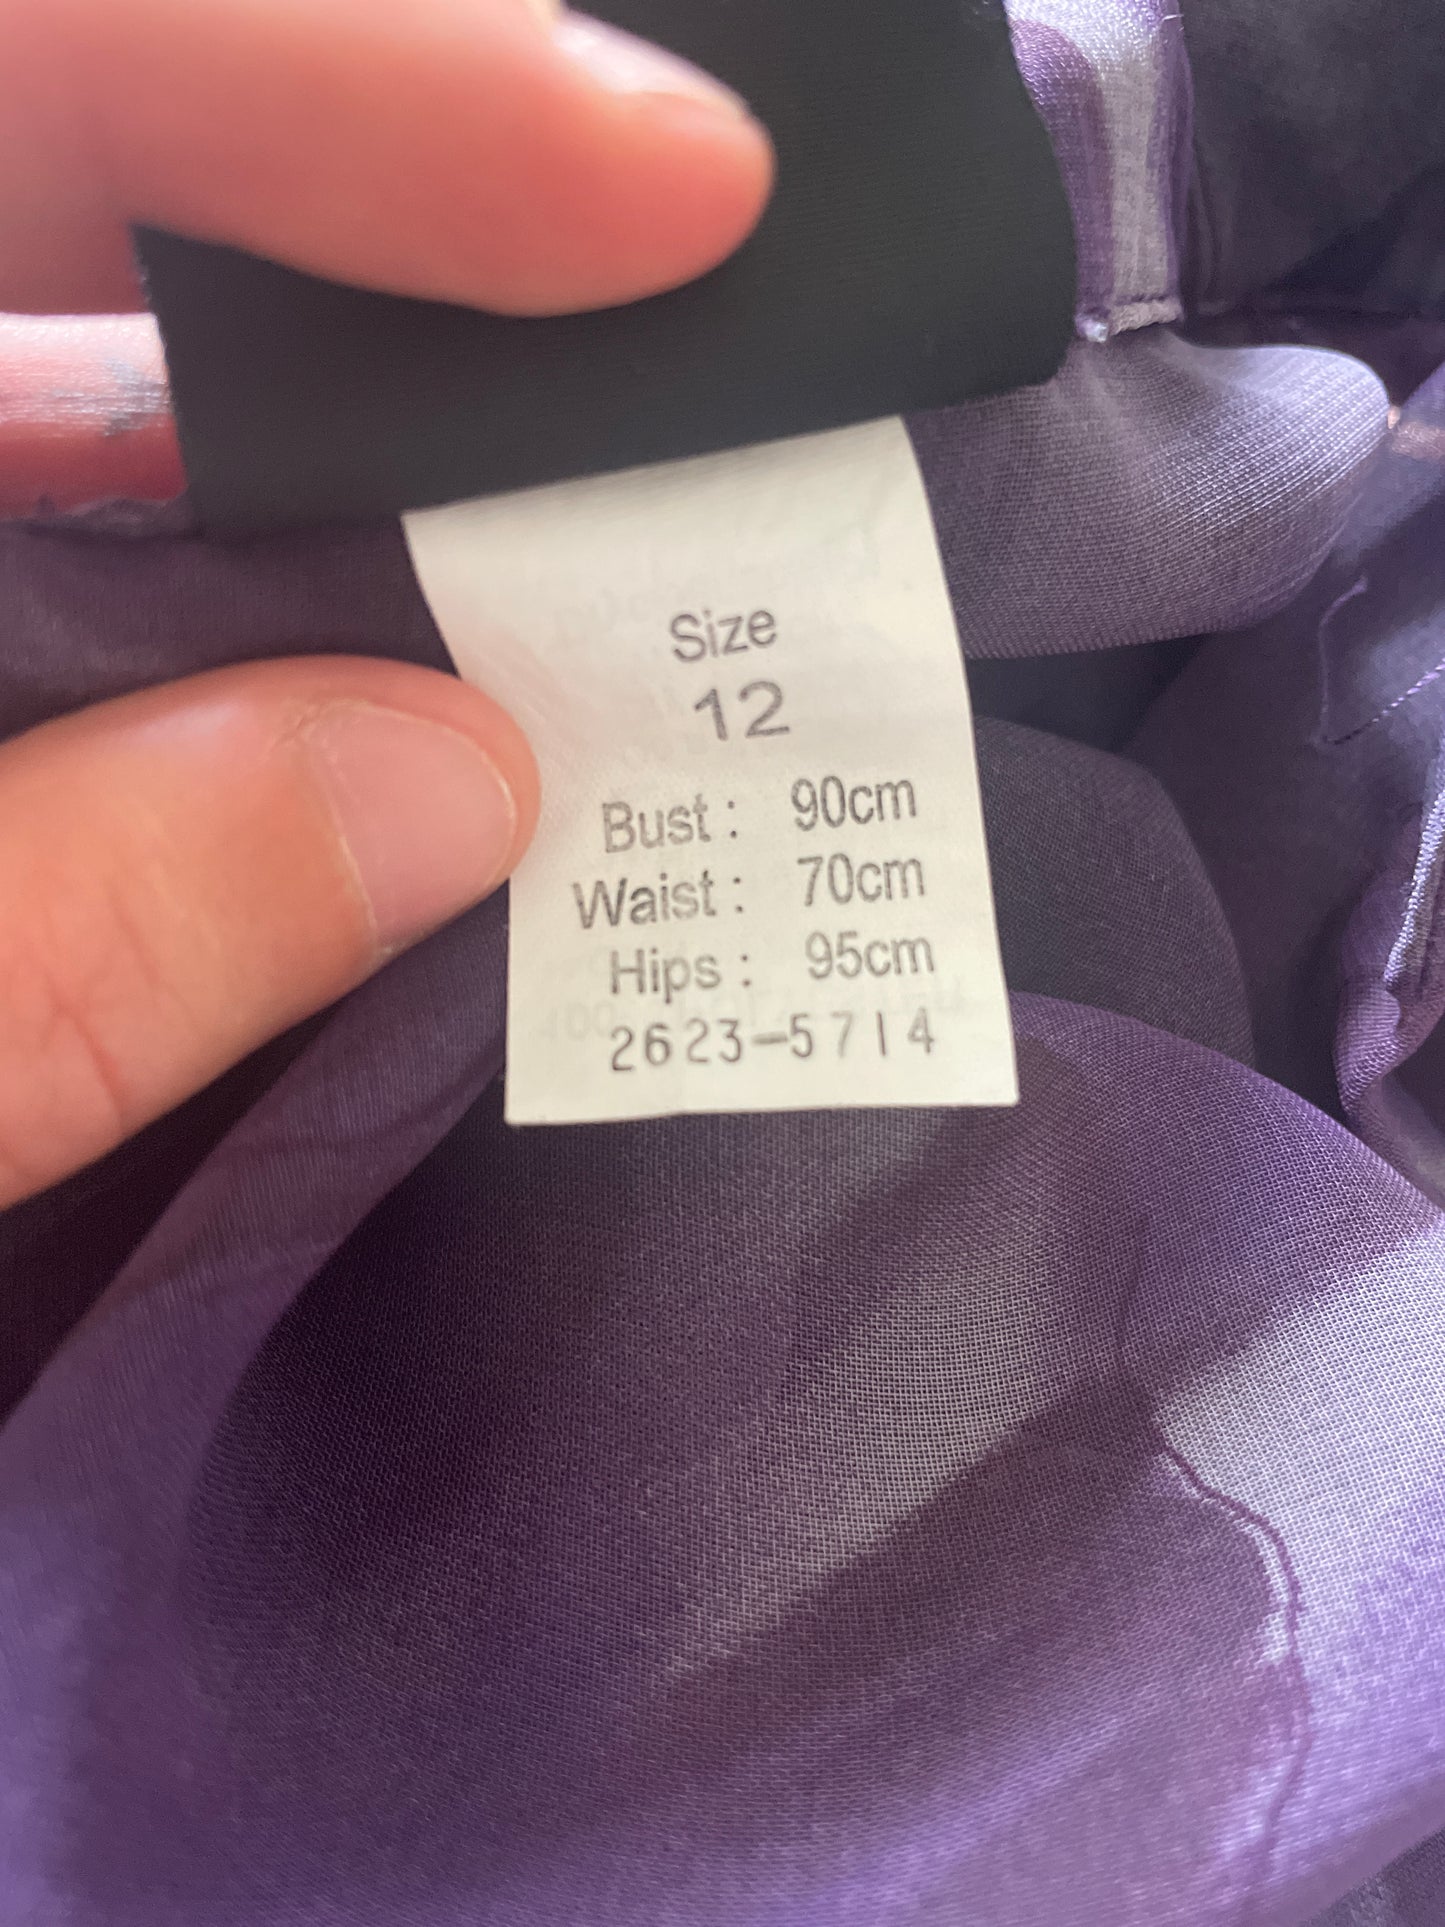 Size
12
Bust : 90cm
Waist : 70cm
Hips : 95cm
2623-5714